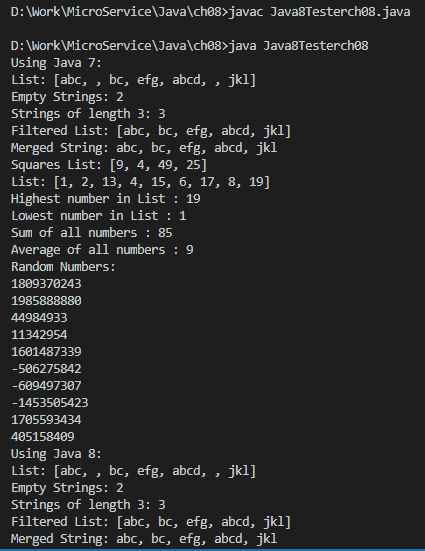 D:\Work\MicroService\Java\ch08>javac Java8Testerch08.java
D:\Work\MicroService\Java\ch08>java Java8Testerch08
Using Java 7:
List: [abc, , bc, efg, abcd, , jkl]
Empty Strings: 2
Strings of length 3: 3
Filtered List: [abc, bc, efg, abcd, jkl]
Merged String: abc, bc, efg, abcd, jkl
Squares List: [9, 4, 49, 25]
List: [1, 2, 13, 4, 15, 6, 17, 8, 19]
Highest number in List : 19
Lowest number in List : 1
Sum of all numbers : 85
Average of all numbers : 9
Random Numbers:
1809370243
1985888880
44984933
11342954
1601487339
-506275842
-609497307
-1453505423
1705593434
405158409
Using Java 8:
List: [abc, , bc, efg, abcd, , jkl]
Empty Strings: 2
Strings of length 3: 3
Filtered List: [abc, bc, efg, abcd, jkl]
Merged String: abc, bc, efg, abcd, jkl